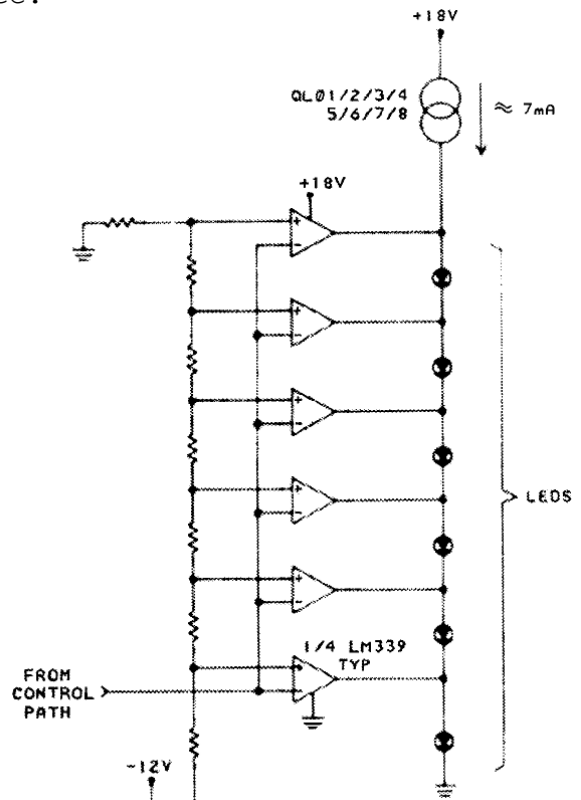 +18V
QL01/2/3/4
5/6/7/8
≈ 7mA
+18V
+
-
+
-
+
-
+
-
+
-
LEDS
1/4 LM339
TYP
+
-
FROM
CONTROL
PATH
-12V